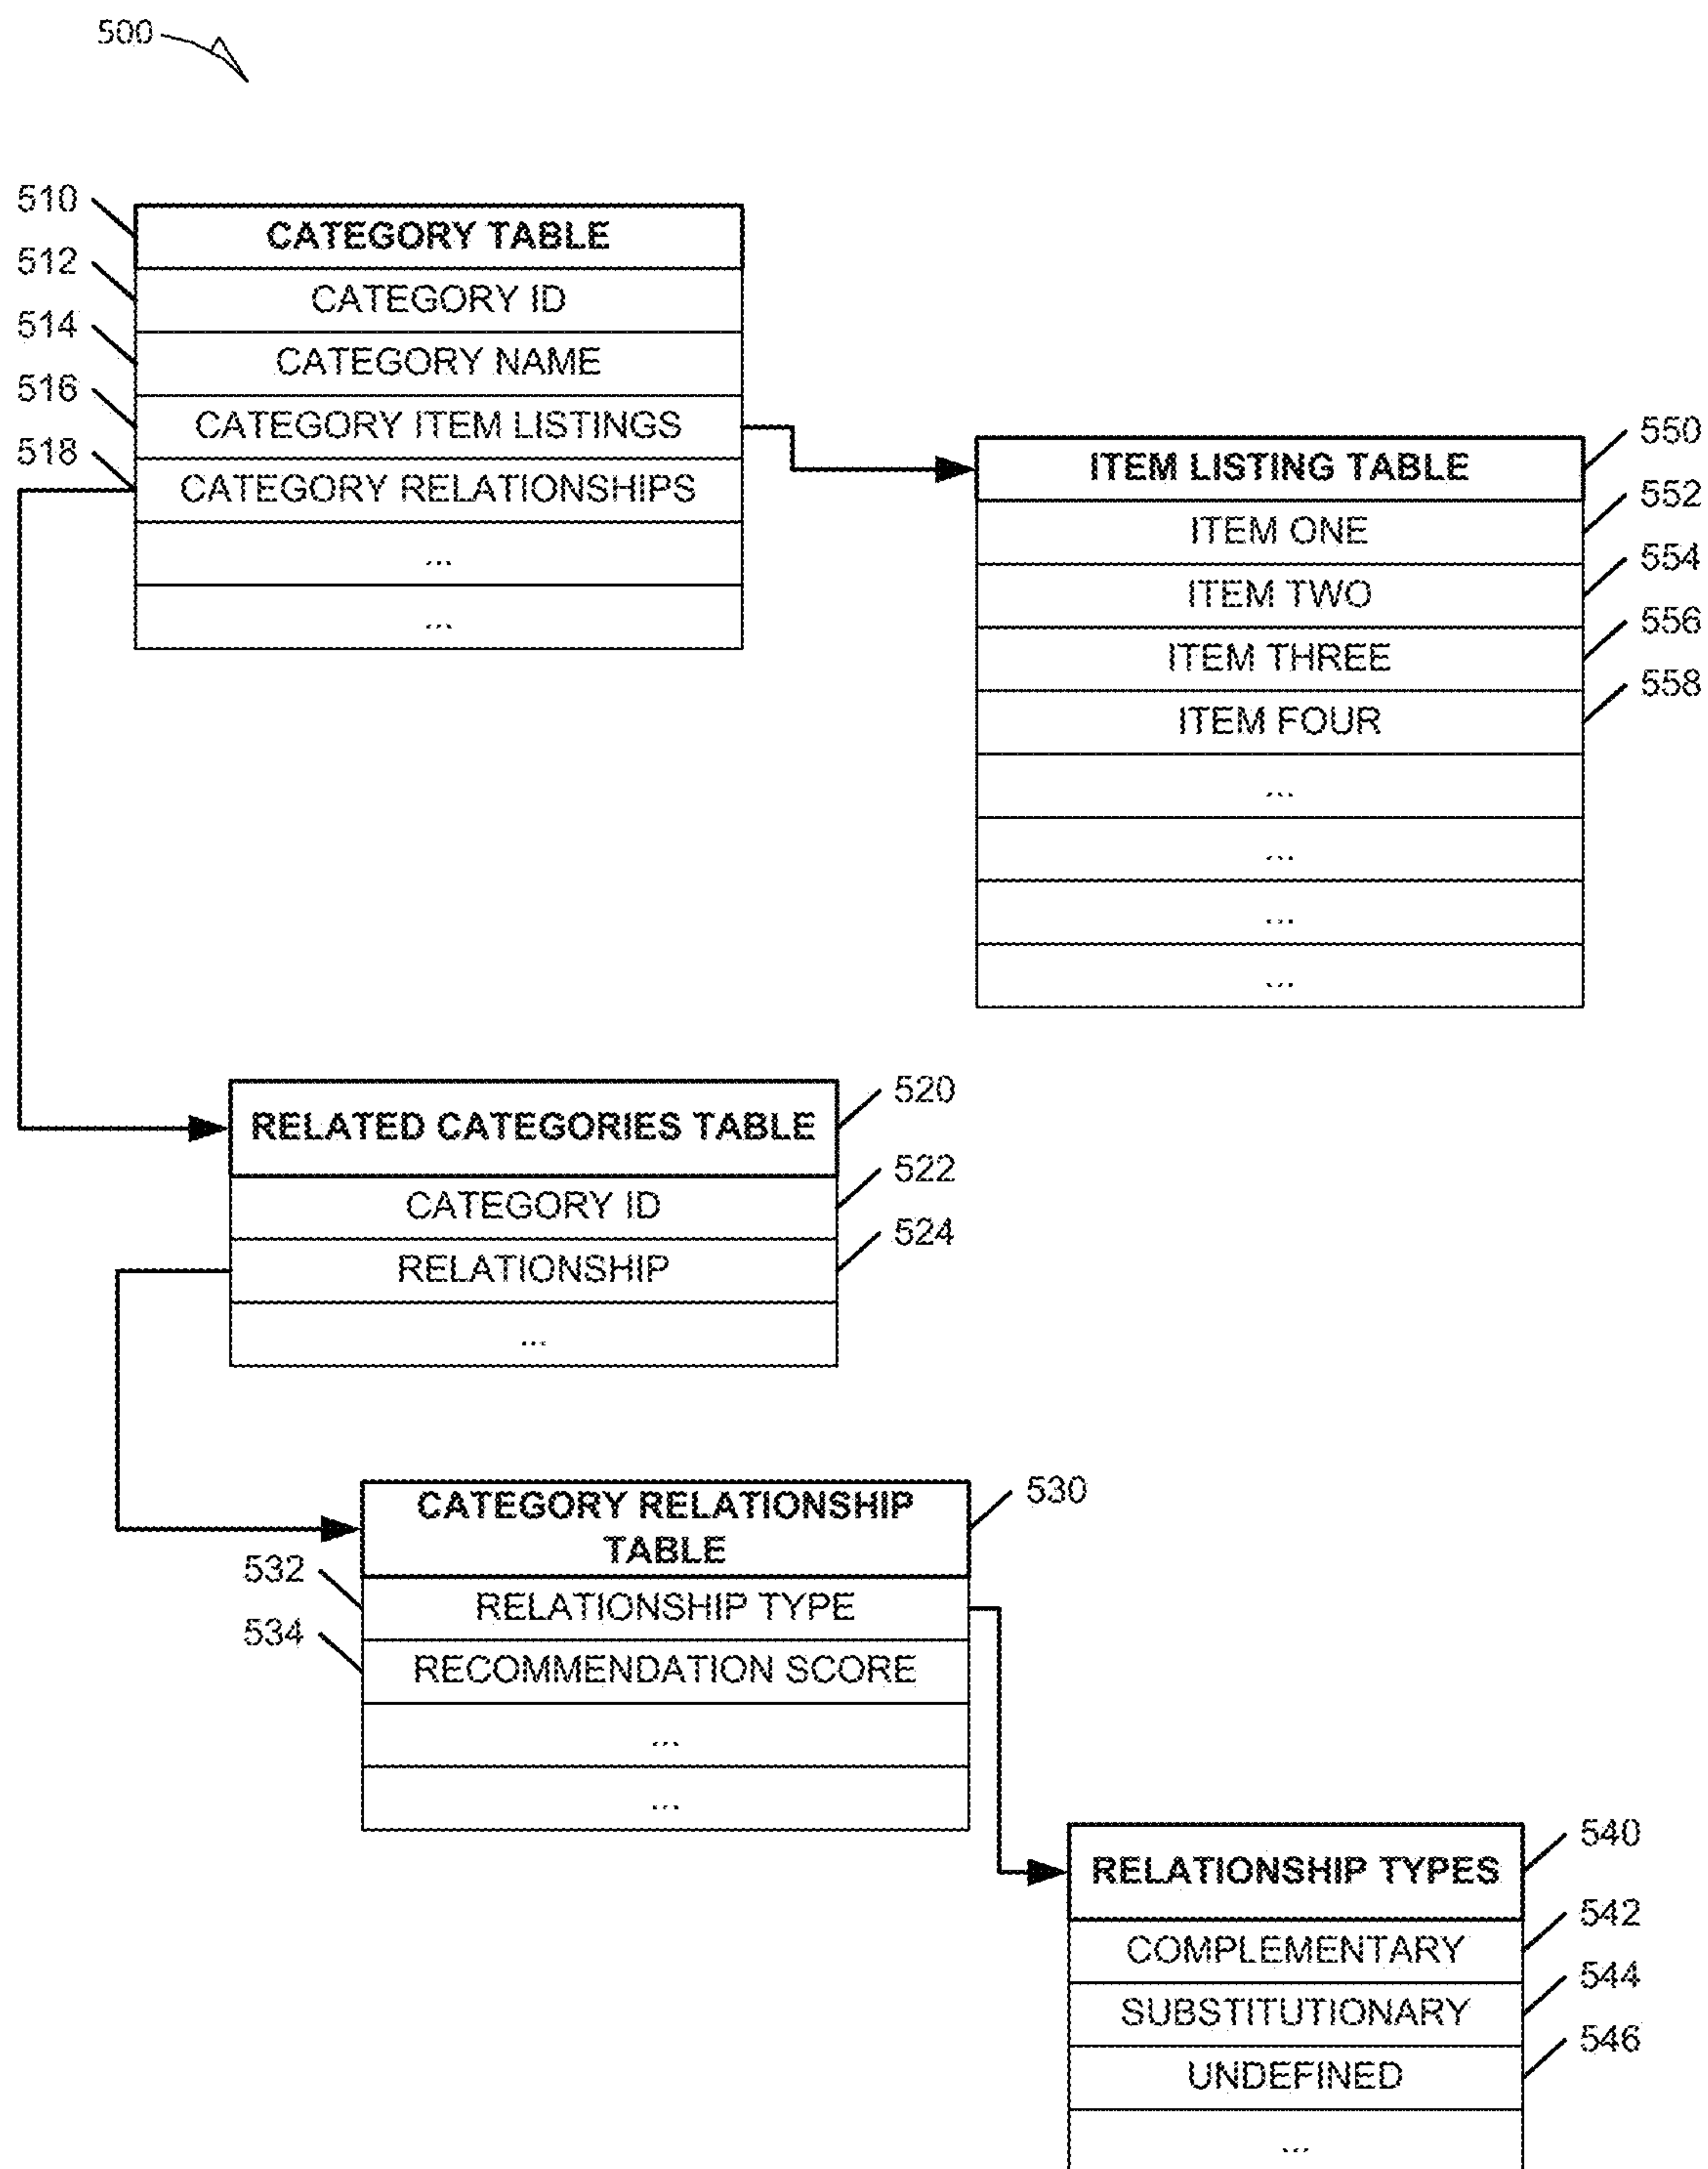 500
510
CATEGORY TABLE
512
CATEGORY ID
514
CATEGORY NAME
516
CATEGORY ITEM LISTINGS
518
CATEGORY RELATIONSHIPS
...
...
550
ITEM LISTING TABLE
552
ITEM ONE
554
ITEM TWO
556
ITEM THREE
558
ITEM FOUR
...
...
...
...
520
RELATED CATEGORIES TABLE
522
CATEGORY ID
524
RELATIONSHIP
...
530
CATEGORY RELATIONSHIP
TABLE
532
RELATIONSHIP TYPE
534
RECOMMENDATION SCORE
...
...
540
RELATIONSHIP TYPES
542
COMPLEMENTARY
544
SUBSTITUTIONARY
546
UNDEFINED
...